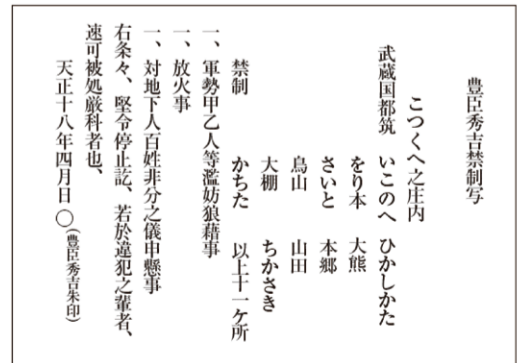 豊臣秀吉禁制写
こつくへ之庄内
武蔵国都筑 いこのへ ひかしかた
をり本 大熊
さいと 本郷
鳥山 山田
大棚 ちかさき
禁制 かちた 以上十一ケ所
一、軍勢甲乙人等濫妨狼藉事
一、放火事
一、対地下人百姓非分之儀申懸事
右条々、堅令停止訖、若於違犯之輩者、
速可被処厳科者也、
天正十八年四月日 〇(豊臣秀吉朱印)